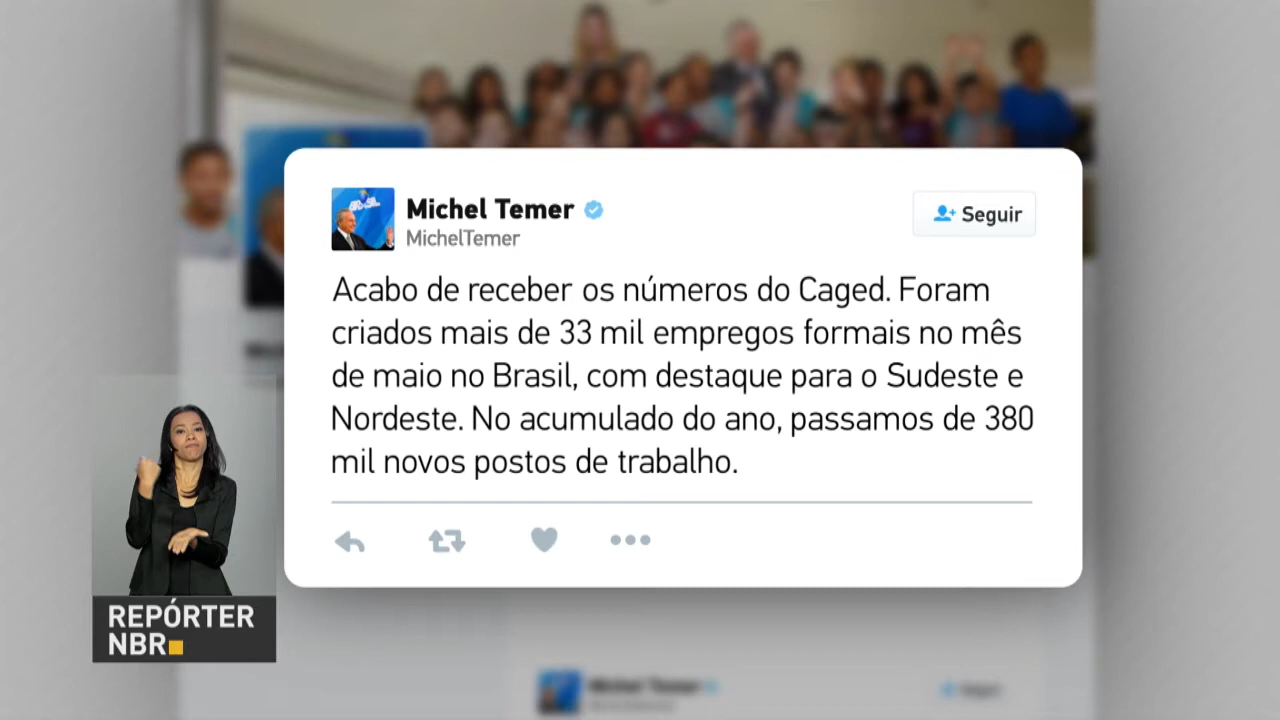 Michel Temer
MichelTemer
Seguir
Acabo de receber os números do Caged. Foram
criados mais de 33 mil empregos formais no mês
de maio no Brasil, com destaque para o Sudeste e
Nordeste. No acumulado do ano, passamos de 380
mil novos postos de trabalho.
REPÓRTER
NBR
Michel Temer